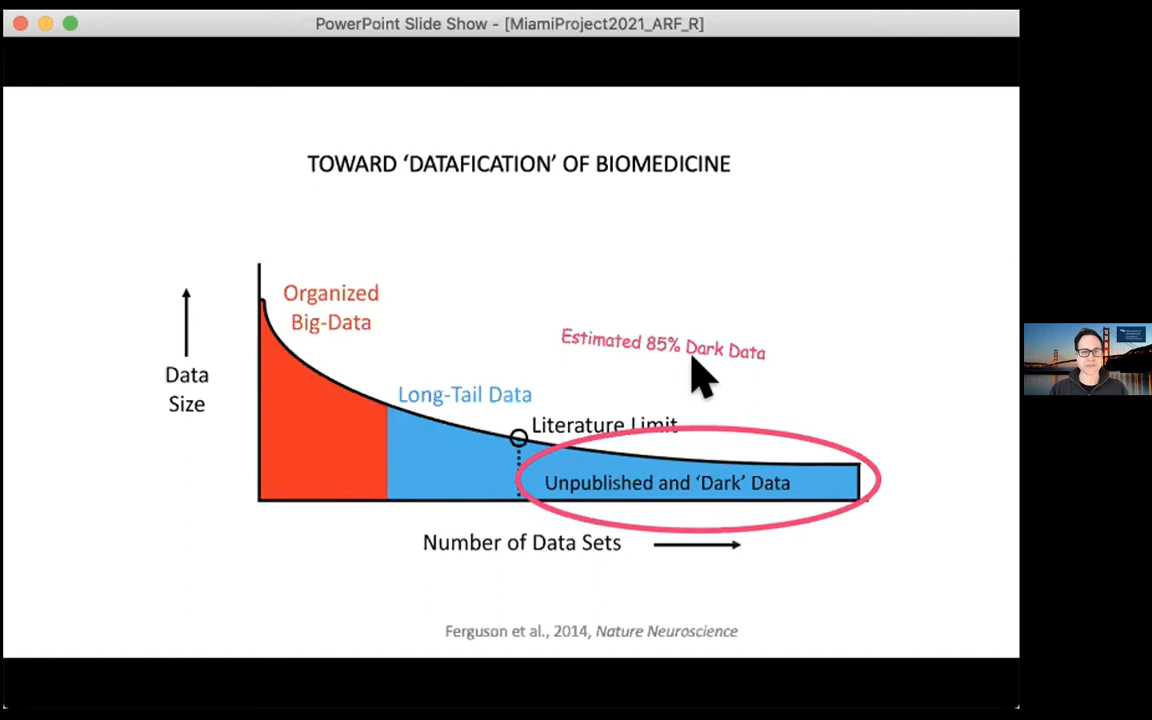 PowerPoint Slide Show - [MiamiProject2021_ARF_R]
TOWARD ‘DATAFICATION’ OF BIOMEDICINE
Organized
Big-Data
Estimated 85% Dark Data
Data
Size
Long-Tail Data
Literature Limit
Unpublished and ‘Dark’ Data
Number of Data Sets
Ferguson et al., 2014, Nature Neuroscience